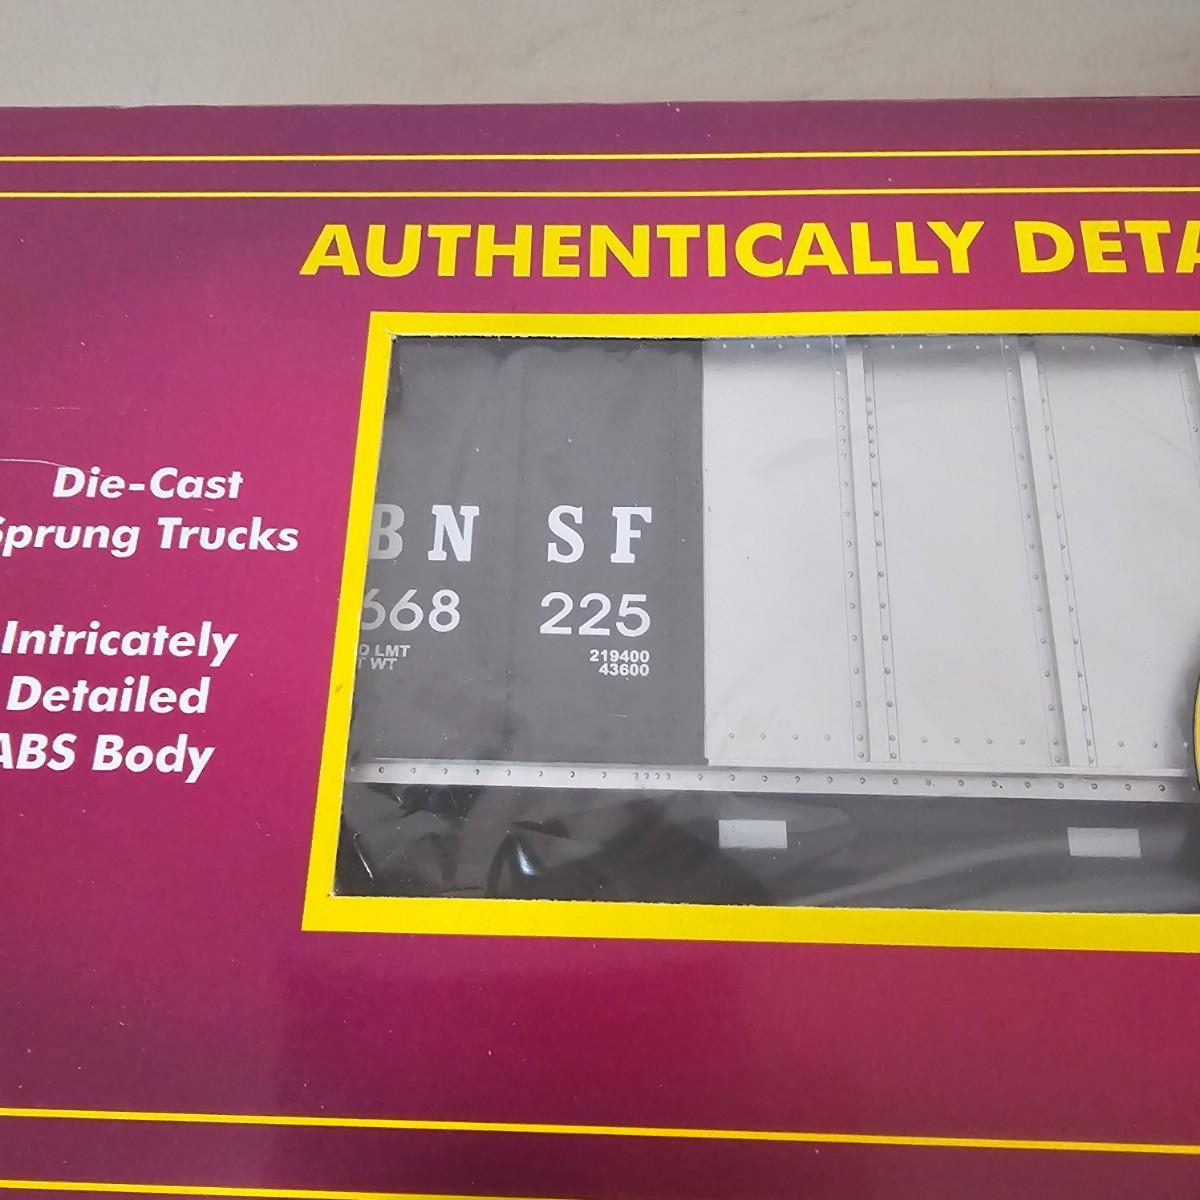 AUTHENTICALLY DETA
Die-Cast
Sprung Trucks
Intricately
Detailed
ABS Body
BN SF
668 225
D LMT 219400
T WT 43600